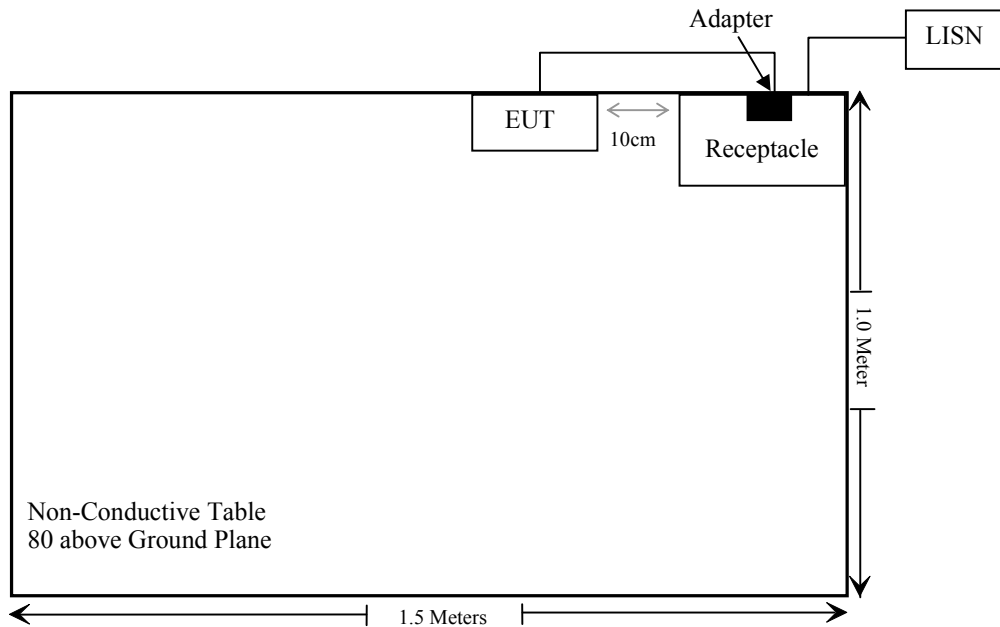 Adapter
LISN
EUT
10cm
Receptacle
1.0 Meter
Non-Conductive Table
80 above Ground Plane
1.5 Meters